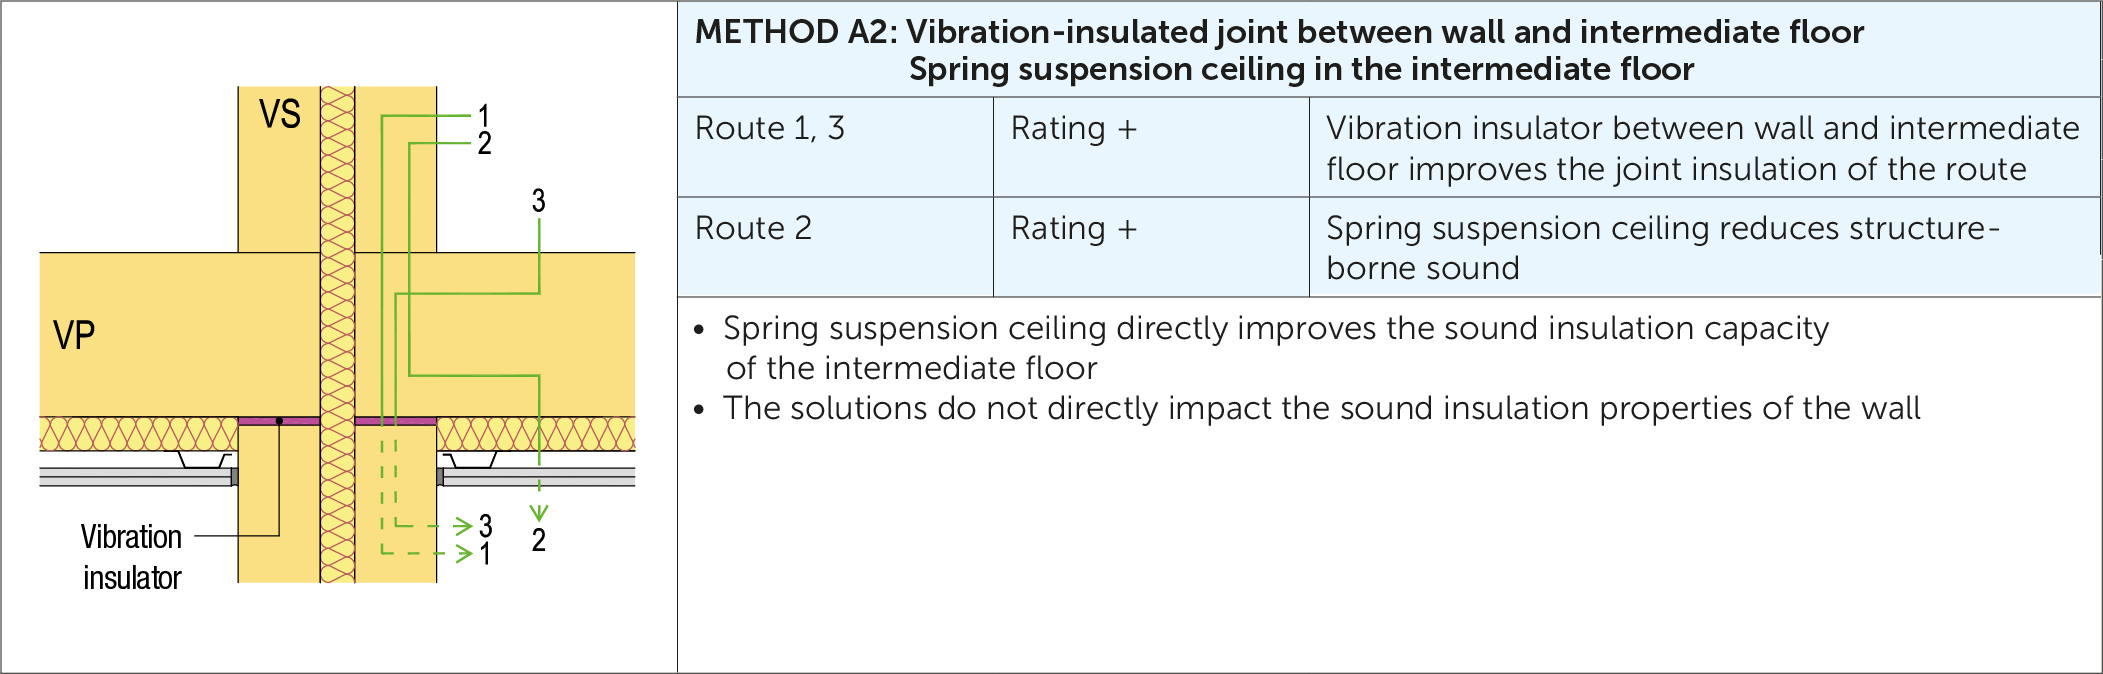 VS
1
2
3
VP
3
1
2
Vibration
insulator
METHOD A2: Vibration-insulated joint between wall and intermediate floor
Spring suspension ceiling in the intermediate floor
Route 1, 3 Rating + Vibration insulator between wall and intermediate
floor improves the joint insulation of the route
Route 2 Rating + Spring suspension ceiling reduces structure-
borne sound
• Spring suspension ceiling directly improves the sound insulation capacity
of the intermediate floor
• The solutions do not directly impact the sound insulation properties of the wall